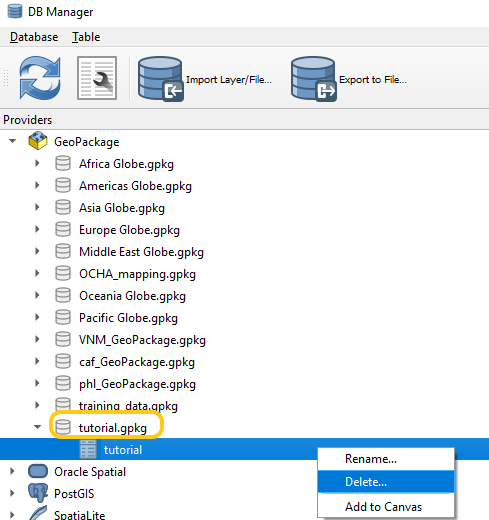 DB Manager
Database Table
Import Layer/File... Export to File...
Providers
GeoPackage
Africa Globe.gpkg
Americas Globe.gpkg
Asia Globe.gpkg
Europe Globe.gpkg
Middle East Globe.gpkg
OCHA_mapping.gpkg
Oceania Globe.gpkg
Pacific Globe.gpkg
VNM_GeoPackage.gpkg
caf_GeoPackage.gpkg
phl_GeoPackage.gpkg
training_data.gpkg
tutorial.gpkg
tutorial
Rename...
Delete...
Add to Canvas
Oracle Spatial
PostGIS
SpatiaLite